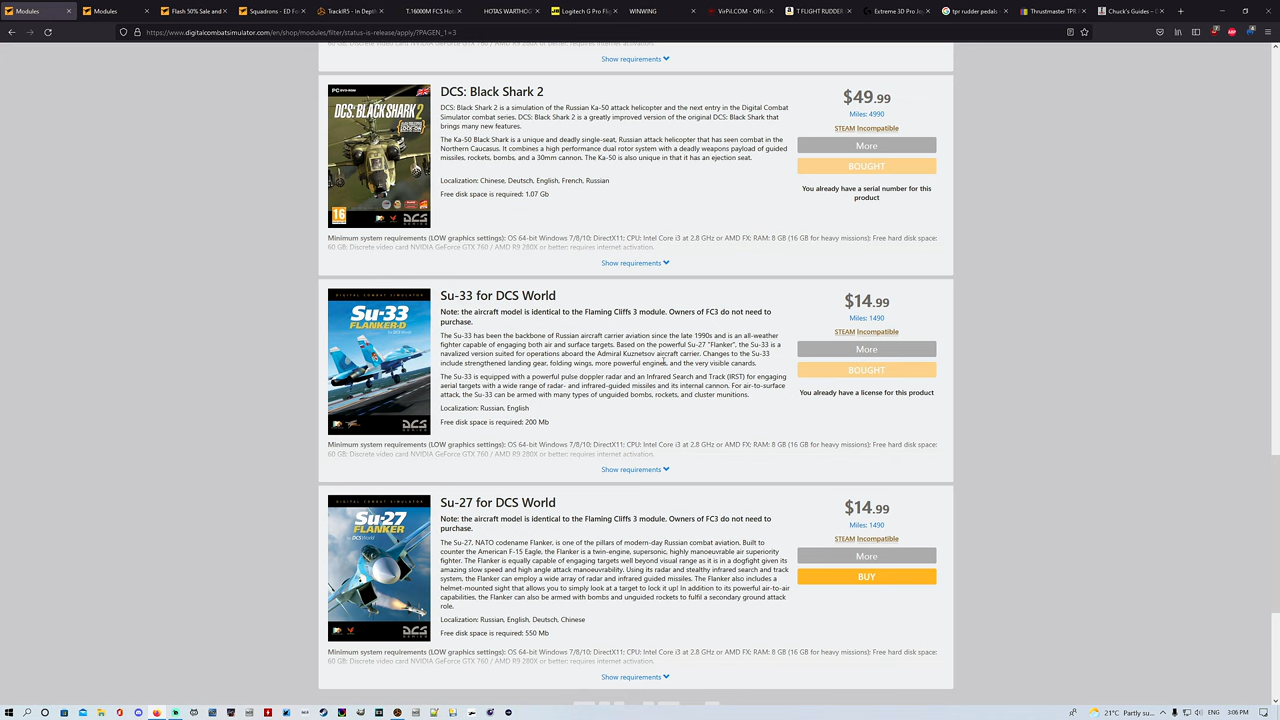 Modules
Modules
Flash 50% Sale and
Squadrons - ED Fo
TrackIR5 - In Depth
T.16000M FCS Hot
HOTAS WARTHOG
Logitech G Pro Flig
WINWING
VirPil.COM - Offici
T FLIGHT RUDDER
Extreme 3D Pro Jo
tpr rudder pedals
Thrustmaster TPR
Chuck's Guides – E
https://www.digitalcombatsimulator.com/en/shop/modules/filter/status-is-release/apply/?PAGEN_1=3
Show requirements
DCS: Black Shark 2
DCS: Black Shark 2 is a simulation of the Russian Ka-50 attack helicopter and the next entry in the Digital Combat
Simulator combat series. DCS: Black Shark 2 is a greatly improved version of the original DCS: Black Shark that
brings many new features.
The Ka-50 Black Shark is a unique and deadly single-seat, Russian attack helicopter that has seen combat in the
Northern Caucasus. It combines a high performance dual rotor system with a deadly weapons payload of guided
missiles, rockets, bombs, and a 30mm cannon. The Ka-50 is also unique in that it has an ejection seat.
Localization: Chinese, Deutsch, English, French, Russian
Free disk space is required: 1.07 Gb
DCS: BLACK SHARK 2
16
DCS
$49.99
Miles: 4990
STEAM Incompatible
More
BOUGHT
You already have a serial number for this
product
Minimum system requirements (LOW graphics settings): OS 64-bit Windows 7/8/10; DirectX11; CPU: Intel Core i3 at 2.8 GHz or AMD FX; RAM: 8 GB (16 GB for heavy missions); Free hard disk space:
60 GB; Discrete video card NVIDIA GeForce GTX 760 / AMD R9 280X or better; requires internet activation.
Show requirements
DIGITAL COMBAT SIMULATOR
Su-33
FLANKER-D
DCS
Su-33 for DCS World
Note: the aircraft model is identical to the Flaming Cliffs 3 module. Owners of FC3 do not need to
purchase.
The Su-33 has been the backbone of Russian aircraft carrier aviation since the late 1990s and is an all-weather
fighter capable of engaging both air and surface targets. Based on the powerful Su-27 "Flanker", the Su-33 is a
navalized version suited for operations aboard the Admiral Kuznetsov aircraft carrier. Changes to the Su-33
include strengthened landing gear, folding wings, more powerful engines, and the very visible canards.
The Su-33 is equipped with a powerful pulse doppler radar and an Infrared Search and Track (IRST) for engaging
aerial targets with a wide range of radar- and infrared-guided missiles and its internal cannon. For air-to-surface
attack, the Su-33 can be armed with many types of unguided bombs, rockets, and cluster munitions.
Localization: Russian, English
Free disk space is required: 200 Mb
$14.99
Miles: 1490
STEAM Incompatible
More
BOUGHT
You already have a license for this product
Minimum system requirements (LOW graphics settings): OS 64-bit Windows 7/8/10; DirectX11; CPU: Intel Core i3 at 2.8 GHz or AMD FX; RAM: 8 GB (16 GB for heavy missions); Free hard disk space:
60 GB; Discrete video card NVIDIA GeForce GTX 760 / AMD R9 280X or better; requires internet activation.
Show requirements
DIGITAL COMBAT SIMULATOR
Su-27
FLANKER
DCS World
DCS
Su-27 for DCS World
Note: the aircraft model is identical to the Flaming Cliffs 3 module. Owners of FC3 do not need to
purchase.
The Su-27, NATO codename Flanker, is one of the pillars of modern-day Russian combat aviation. Built to
counter the American F-15 Eagle, the Flanker is a twin-engine, supersonic, highly manoeuvrable air superiority
fighter. The Flanker is equally capable of engaging targets well beyond visual range as it is in a dogfight given its
amazing slow speed and high angle attack manoeuvrability. Using its radar and stealthy infrared search and track
system, the Flanker can employ a wide range of radar and infrared guided missiles. The Flanker also includes a
helmet-mounted sight that allows you to simply look at a target to lock it up! In addition to its powerful air-to-air
capabilities, the Flanker can also be armed with bombs and unguided rockets to fulfil a secondary ground attack
role.
Localization: Russian, English, Deutsch, Chinese
Free disk space is required: 550 Mb
$14.99
Miles: 1490
STEAM Incompatible
More
BUY
Minimum system requirements (LOW graphics settings): OS 64-bit Windows 7/8/10; DirectX11; CPU: Intel Core i3 at 2.8 GHz or AMD FX; RAM: 8 GB (16 GB for heavy missions); Free hard disk space:
60 GB; Discrete video card NVIDIA GeForce GTX 760 / AMD R9 280X or better; requires internet activation.
Show requirements
21°C Partly su...
ENG
3:06 PM